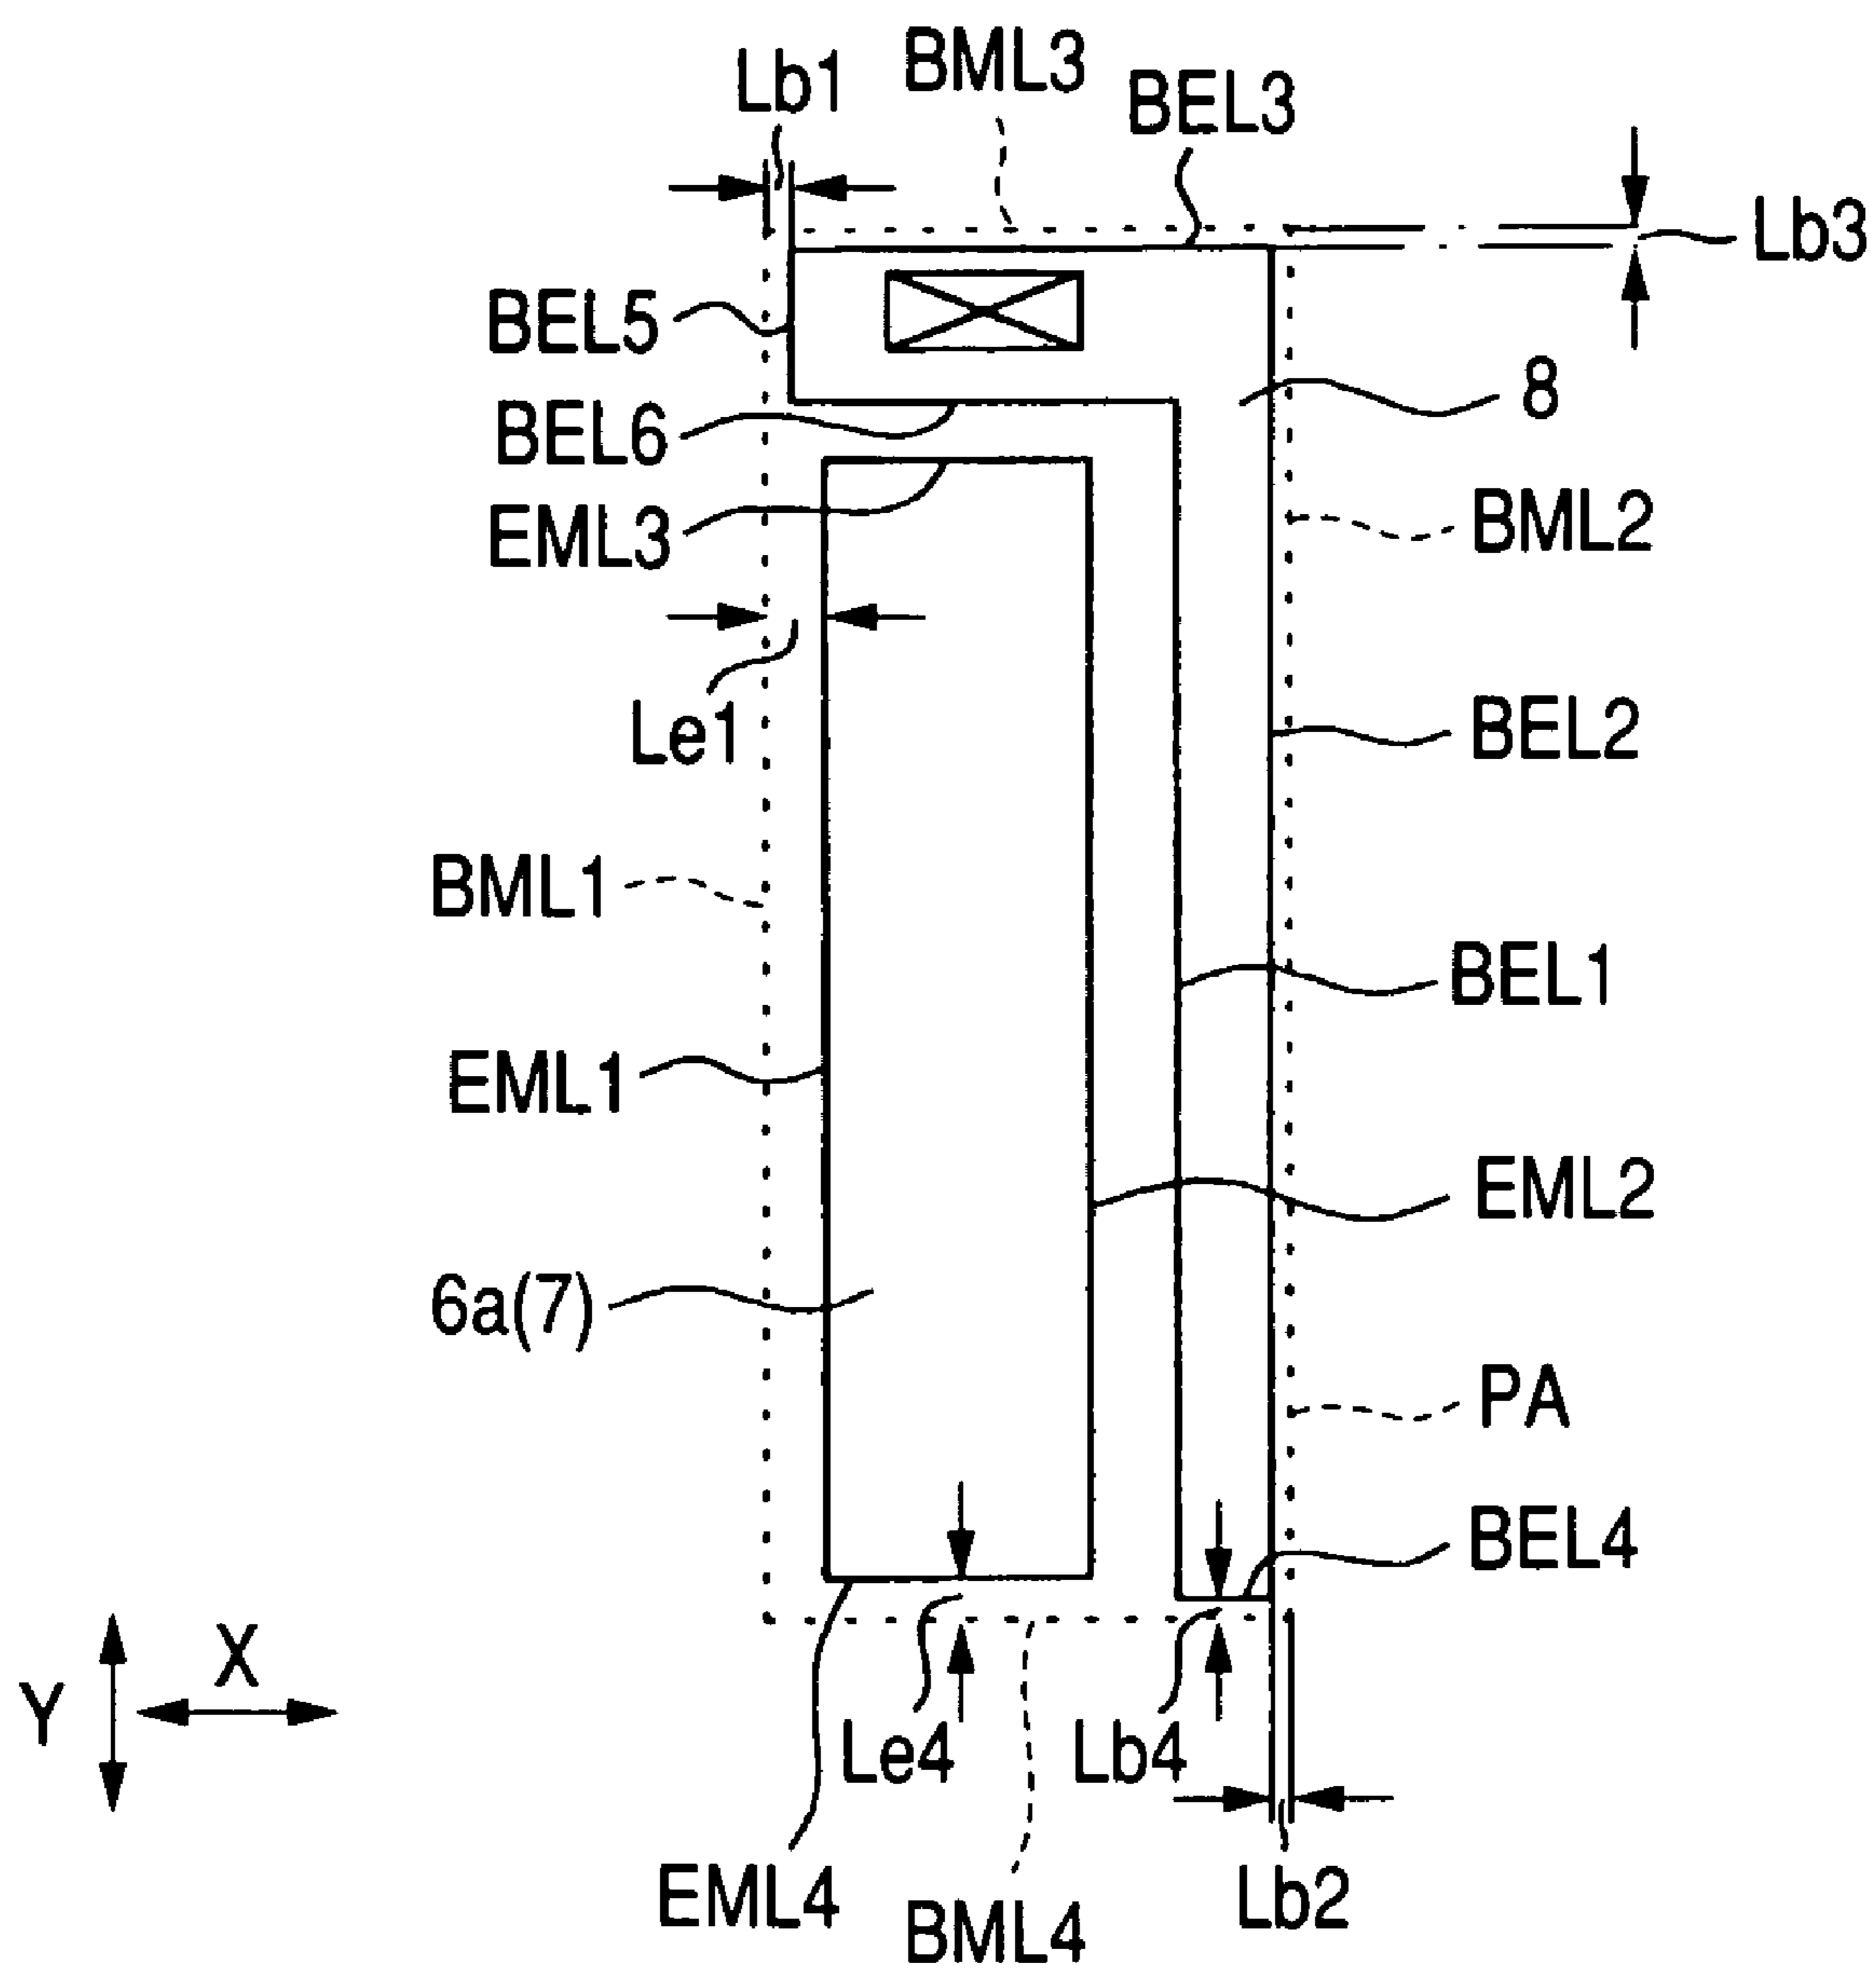 Lb1
BML3
BEL3
Lb3
BEL5
8
BEL6
BML2
EML3
Le1
BEL2
BML1
BEL1
EML1
EML2
6a(7)
PA
BEL4
X
Y
Le4
Lb4
EML4
BML4
Lb2